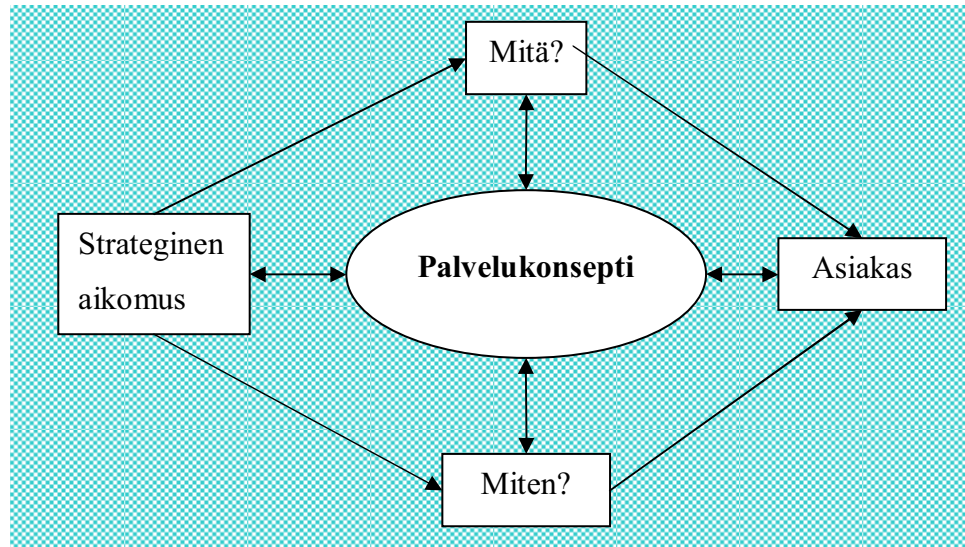 Mitä?
Strateginen
aikomus
Palvelukonsepti
Asiakas
Miten?